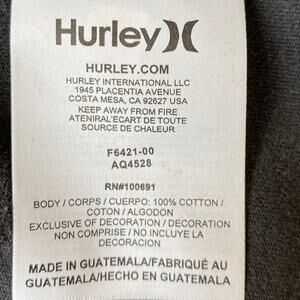 Hurley
HURLEY.COM
HURLEY INTERNATIONAL LLC
1945 PLACENTIA AVENUE
COSTA MESA, CA 92627 USA
KEEP AWAY FROM FIRE
ATENIRAL'ECART DE TOUTE
SOURCE DE CHALEUR
F6421-00
AQ4528
RN#100691
BODY / CORPS / CUERPO: 100% COTTON /
COTON / ALGODON
EXCLUSIVE OF DECORATION / DECORATION
NON COMPRISE / NO INCLUYE LA
DECORACION
MADE IN GUATEMALA/FABRIQUÉ AU
GUATEMALA/HECHO EN GUATEMALA